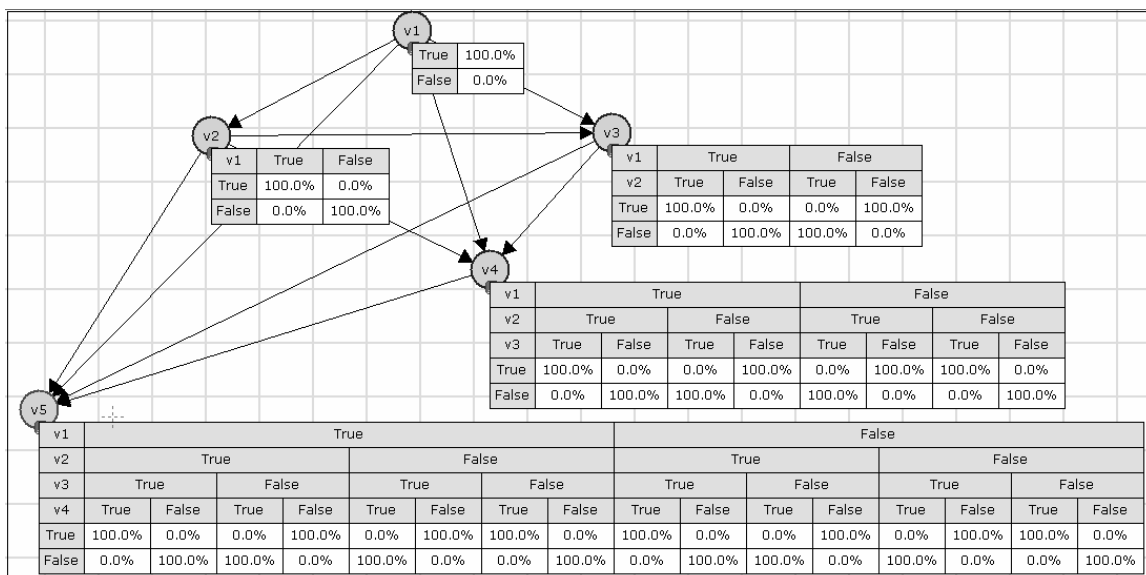 v1
True 100.0%
False 0.0%
v2
v1 True False
True 100.0% 0.0%
False 0.0% 100.0%
v3
v1 True False
v2 True False True False
True 100.0% 0.0% 0.0% 100.0%
False 0.0% 100.0% 100.0% 0.0%
v4
v1 True False
v2 True False True False
v3 True False True False True False True False
True 100.0% 0.0% 0.0% 100.0% 0.0% 100.0% 100.0% 0.0%
False 0.0% 100.0% 100.0% 0.0% 100.0% 0.0% 0.0% 100.0%
v5
v1 True False
v2 True False True False
v3 True False True False True False True False
v4 True False True False True False True False True False True False True False True False
True 100.0% 0.0% 0.0% 100.0% 0.0% 100.0% 100.0% 0.0% 100.0% 0.0% 0.0% 100.0% 0.0% 100.0% 100.0% 0.0%
False 0.0% 100.0% 100.0% 0.0% 100.0% 0.0% 0.0% 100.0% 0.0% 100.0% 100.0% 0.0% 100.0% 0.0% 0.0% 100.0%